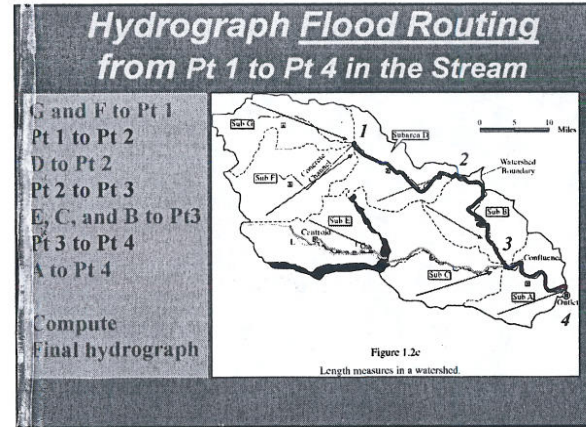 Hydrograph Flood Routing
from Pt 1 to Pt 4 in the Stream
G and F to Pt 1
Pt 1 to Pt 2
D to Pt 2
Pt 2 to Pt 3
E, C, and B to Pt3
Pt 3 to Pt 4
A to Pt 4
Compute
Final hydrograph
Sub G
1
Subarea D
0 5 10
Miles
2
Watershed
Boundary
Concrete
Channel
Sub F
Sub E
Sub B
Centroid
L
3
Confluence
Sub C
Sub A
Outlet
4
Figure 1.2c
Length measures in a watershed.